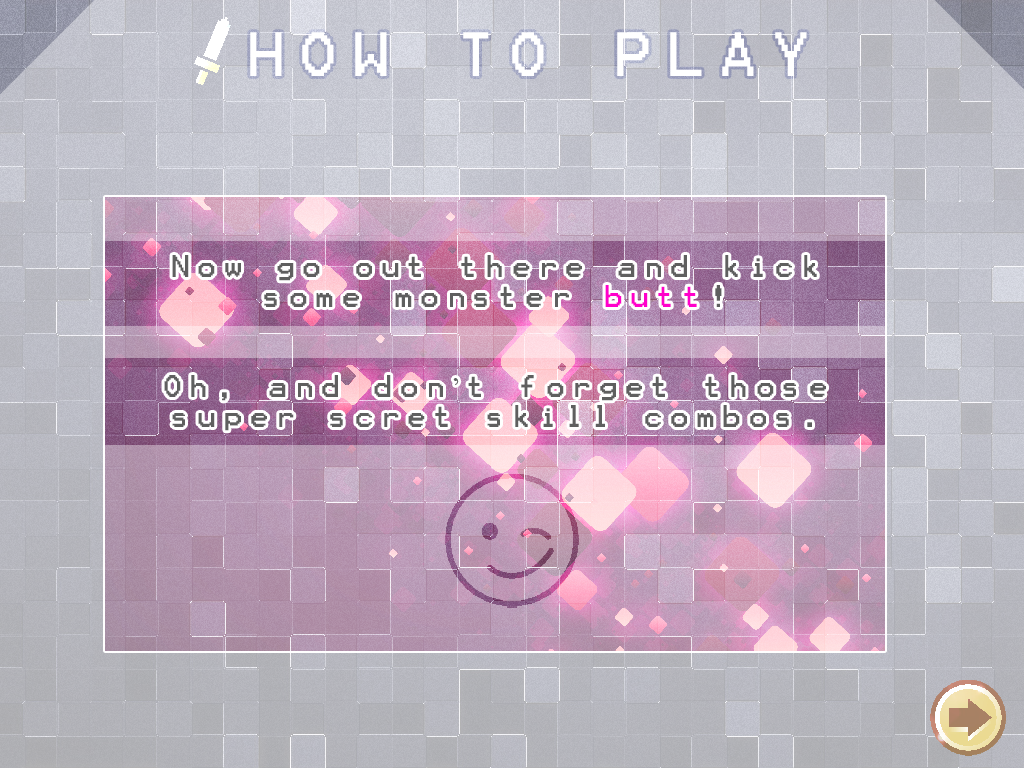 HOW TO PLAY
Now go out there and kick
some monster butt!
Oh, and don't forget those
super scret skill combos.